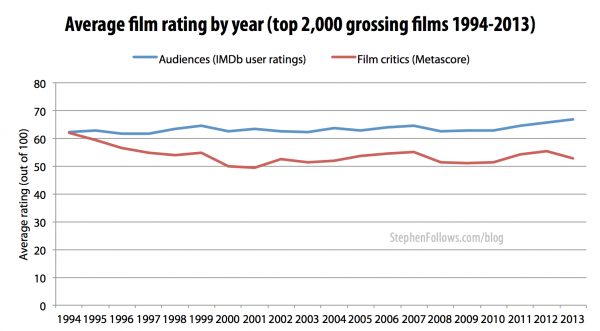 Average film rating by year (top 2,000 grossing films 1994-2013)
Audiences (IMDb user ratings) Film critics (Metascore)
80
70
60
50
40
30
20
10
0
Average rating (out of 100)
StephenFollows.com/blog
1994 1995 1996 1997 1998 1999 2000 2001 2002 2003 2004 2005 2006 2007 2008 2009 2010 2011 2012 2013